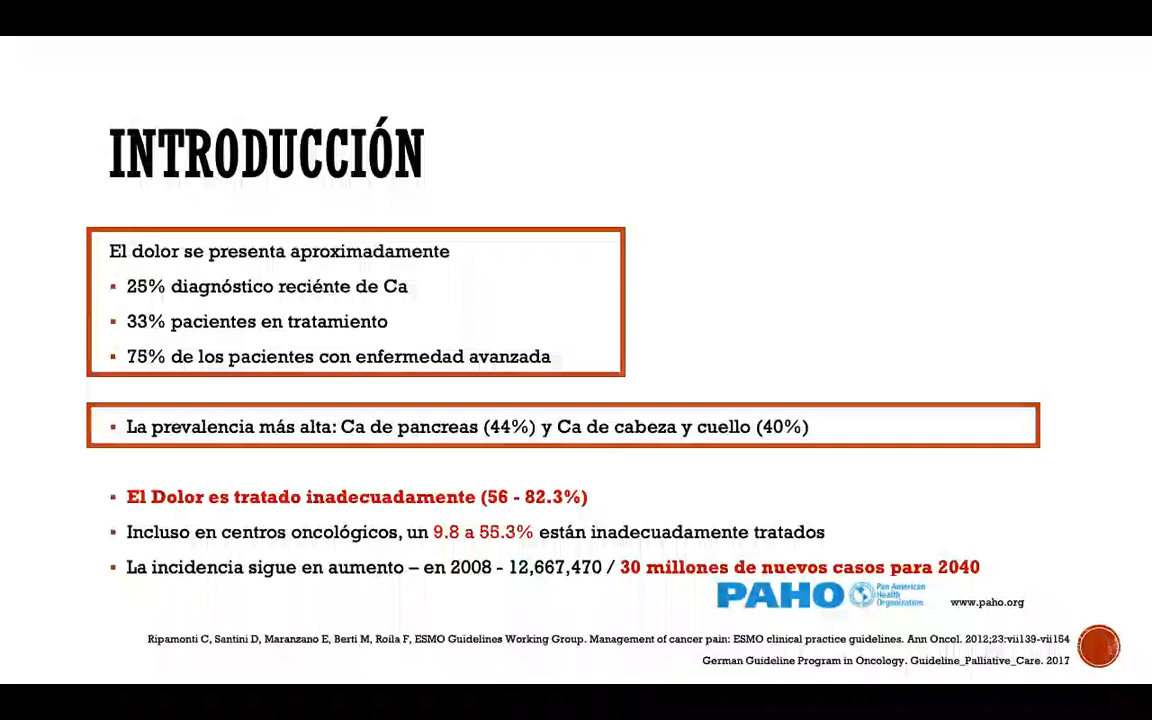 INTRODUCCIÓN
El dolor se presenta aproximadamente
▪ 25% diagnóstico reciénte de Ca
▪ 33% pacientes en tratamiento
▪ 75% de los pacientes con enfermedad avanzada
▪ La prevalencia más alta: Ca de pancreas (44%) y Ca de cabeza y cuello (40%)
▪ El Dolor es tratado inadecuadamente (56 - 82.3%)
▪ Incluso en centros oncológicos, un 9.8 a 55.3% están inadecuadamente tratados
▪ La incidencia sigue en aumento – en 2008 - 12,667,470 / 30 millones de nuevos casos para 2040
PAHO
Pan American
Health
Organization
www.paho.org
Ripamonti C, Santini D, Maranzano E, Berti M, Roila F, ESMO Guidelines Working Group. Management of cancer pain: ESMO clinical practice guidelines. Ann Oncol. 2012;23:vii139-vii154
German Guideline Program in Oncology. Guideline_Palliative_Care. 2017